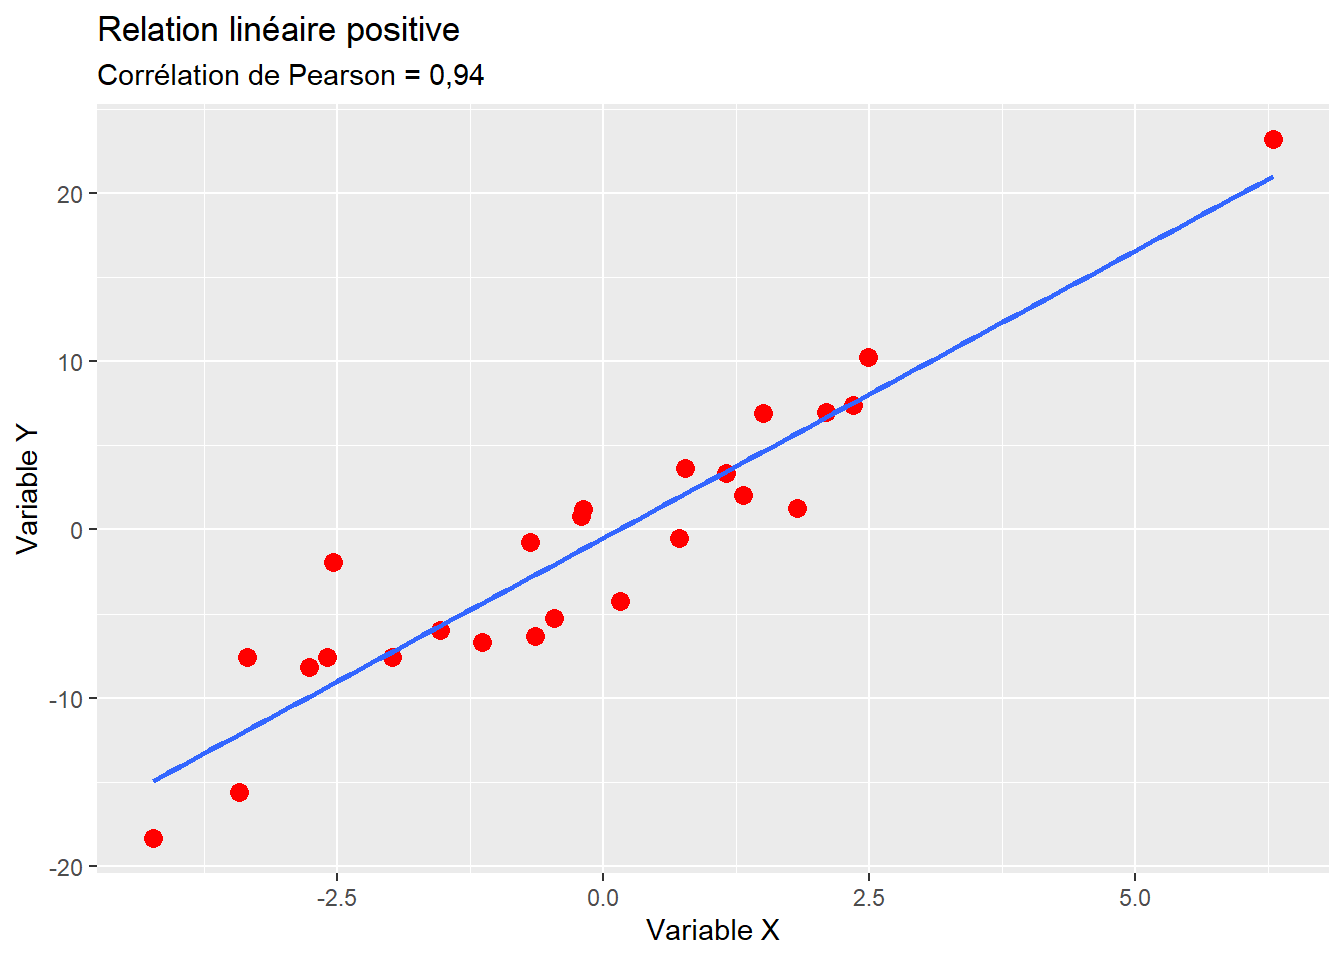 Relation linéaire positive
Corrélation de Pearson = 0,94
Variable Y
20
10
0
-10
-20
-2.5
0.0
2.5
5.0
Variable X